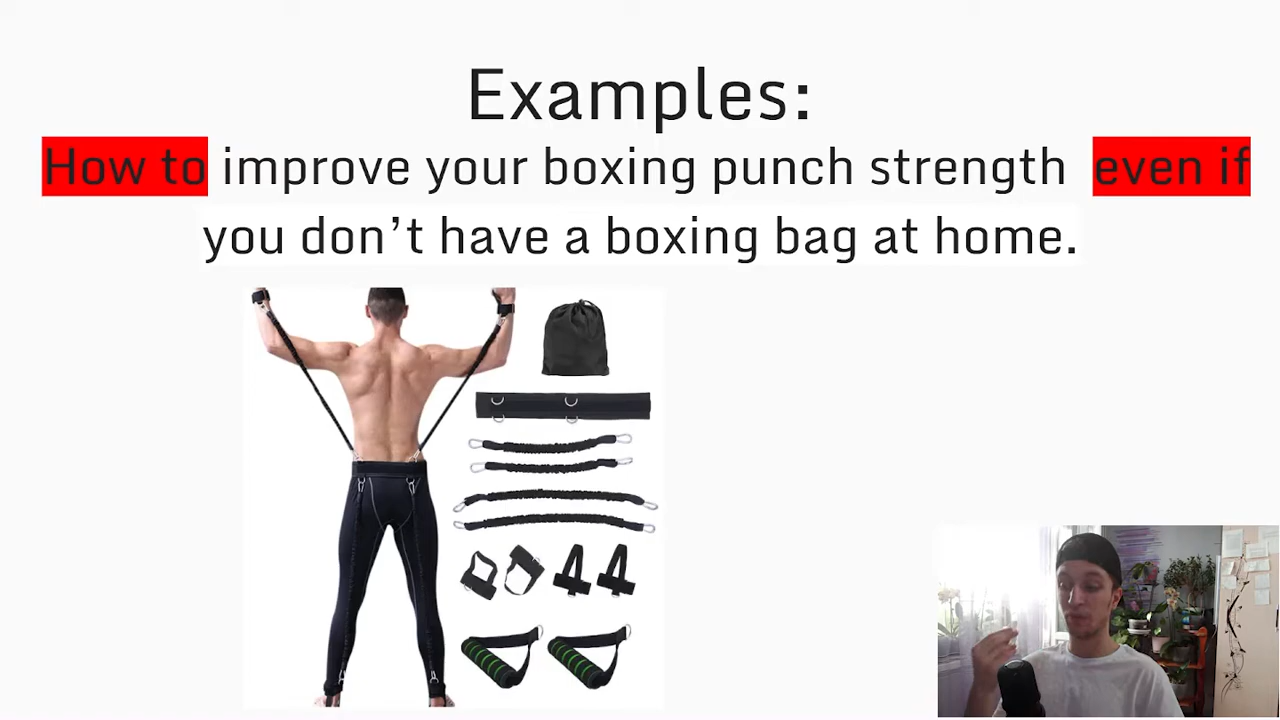 Examples:
How to improve your boxing punch strength even if
you don’t have a boxing bag at home.